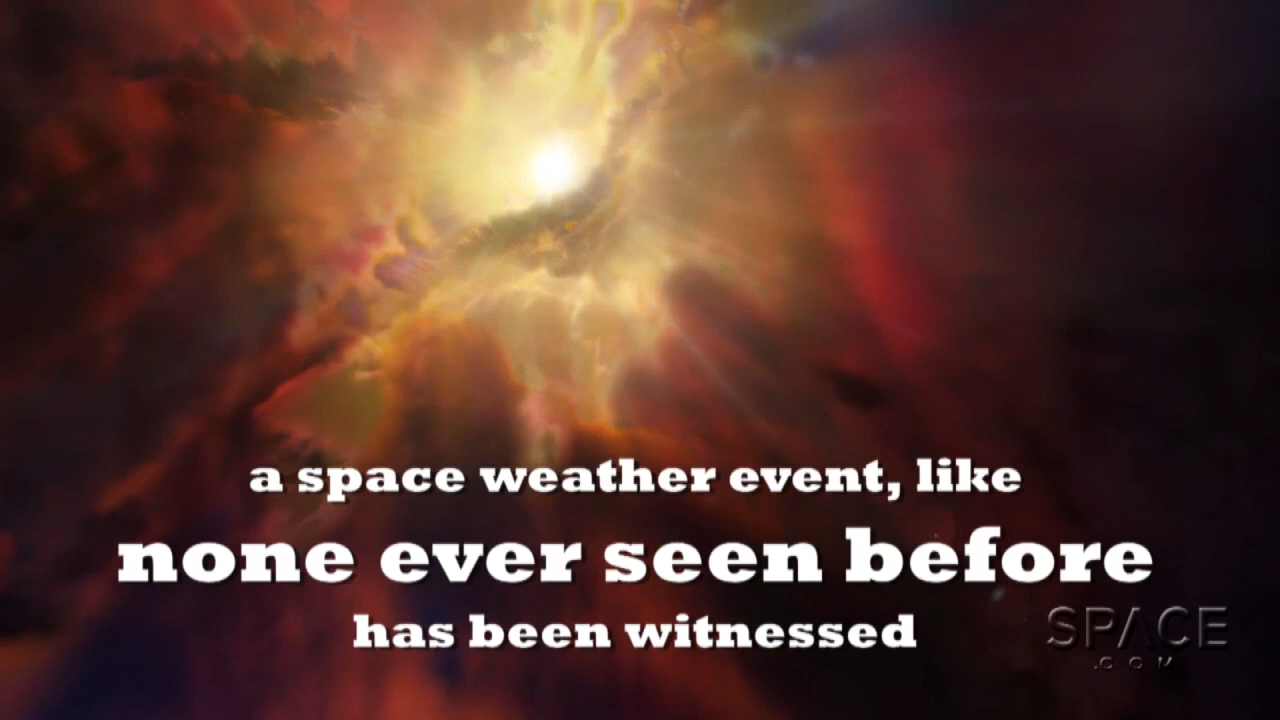 a space weather event, like
none ever seen before
has been witnessed
SPACE
.COM